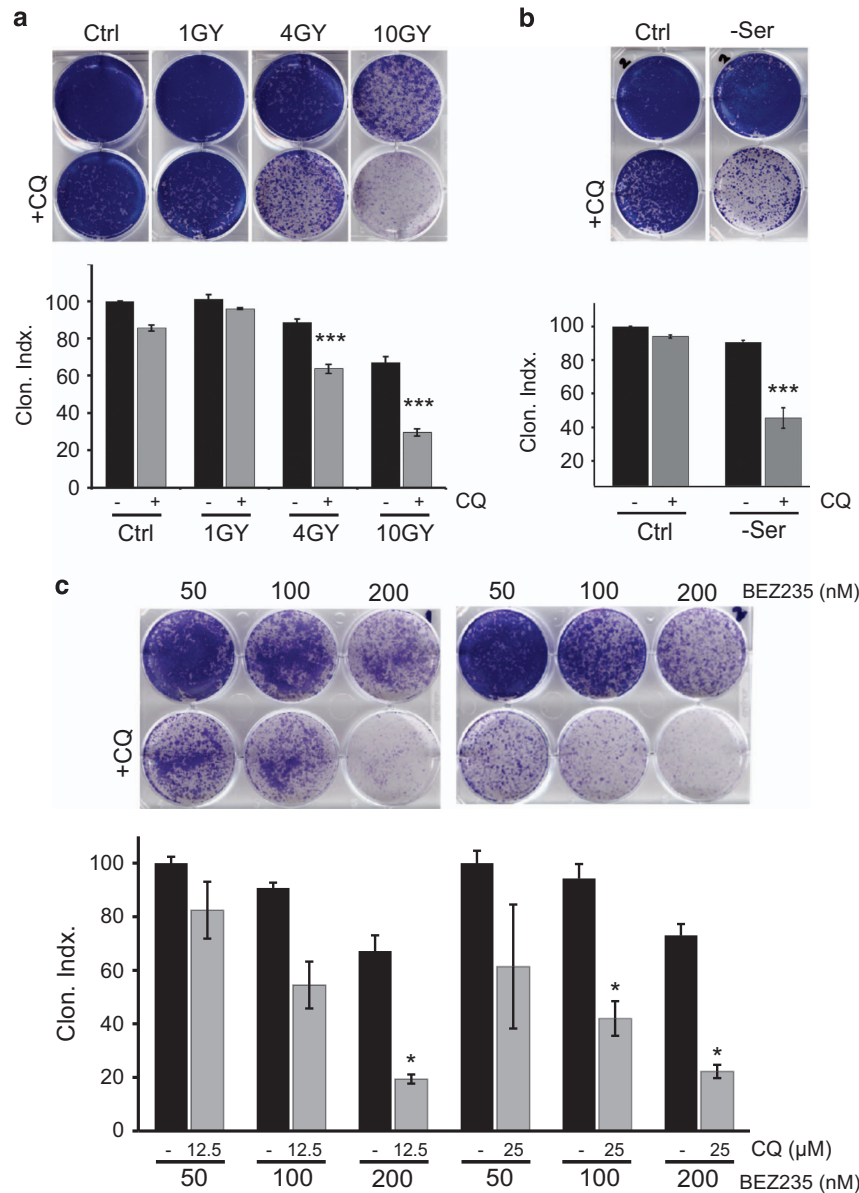 a
Ctrl 1GY 4GY 10GY
+CQ
Clon. Indx.
100
80
60
40
20
0
***
***
- + - + - + - + CQ
Ctrl 1GY 4GY 10GY
b
Ctrl -Ser
2 2
+CQ
Clon. Indx.
100
80
60
40
20
***
- + - + CQ
Ctrl -Ser
c
50 100 200 50 100 200 BEZ235 (nM)
+CQ
Clon. Indx.
100
80
60
40
20
0
*
*
*
- 12.5 - 12.5 - 12.5 - 25 - 25 - 25 CQ (µM)
50 100 200 50 100 200 BEZ235 (nM)